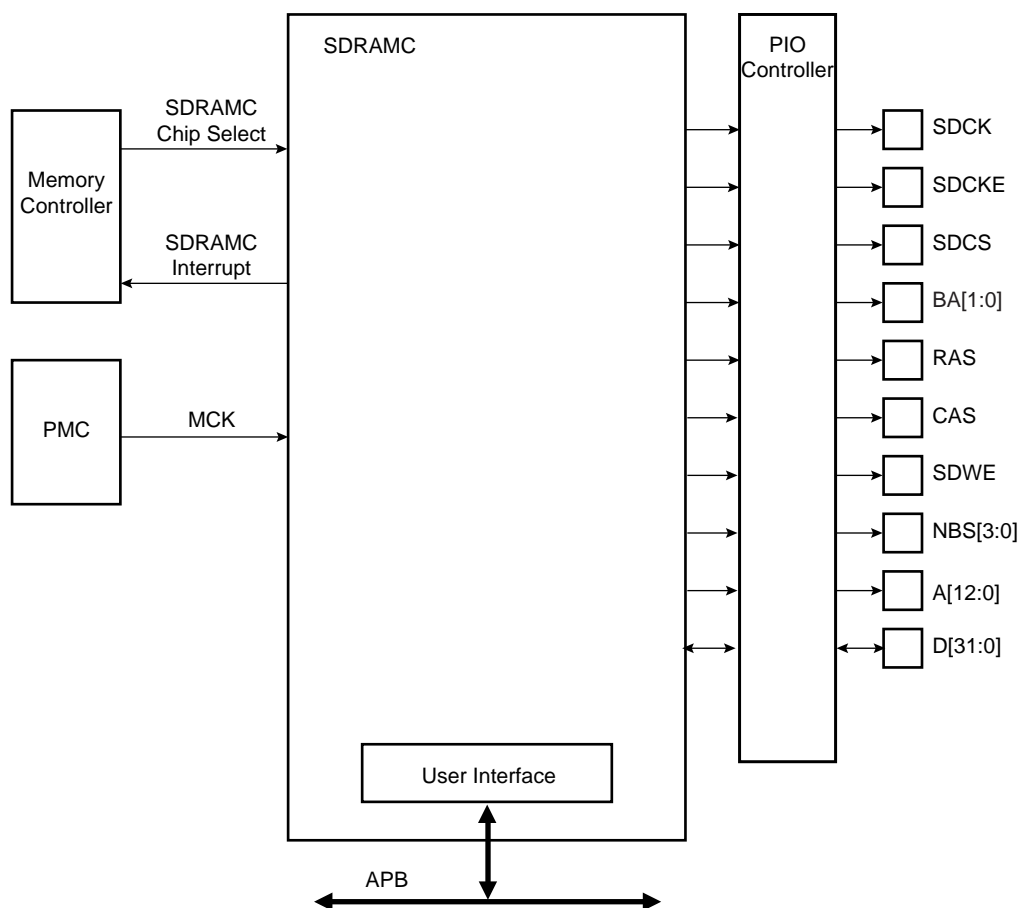 SDRAMC
PIO
Controller
SDRAMC
Chip Select
Memory
Controller
SDRAMC
Interrupt
PMC
MCK
SDCK
SDCKE
SDCS
BA[1:0]
RAS
CAS
SDWE
NBS[3:0]
A[12:0]
D[31:0]
User Interface
APB